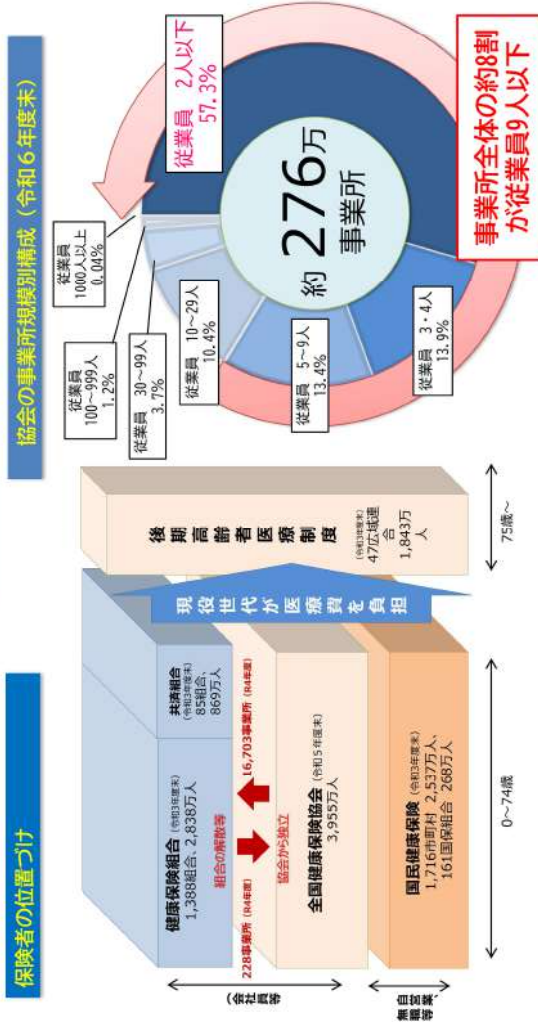 保険者の位置づけ
健康保険組合 (令和3年度末)
1,388組合、2,838万人
共済組合
(令和3年度末)
85組合、
869万人
組合の解散等
228事業所 (R4年度)
16,703事業所 (R4年度)
協会から独立
全国健康保険協会 (令和5年度末)
3,955万人
国民健康保険 (令和3年度末)
1,716市町村 2,537万人、
161国保組合 268万人
(会社員等
自営業、
無職等
0～74歳
現役世代が医療費を負担
後期高齢者医療制度
(令和3年度末)
47広域連
合
1,843万
人
75歳～
協会の事業所規模別構成（令和６年度末）
従業員
1000人以上
0.04%
従業員
100～999人
1.2%
従業員 30～99人
3.7%
従業員 10～29人
10.4%
従業員 5～9人
13.4%
従業員 3・4人
13.9%
従業員 2人以下
57.3%
約 276万
事業所
事業所全体の約8割
が従業員9人以下